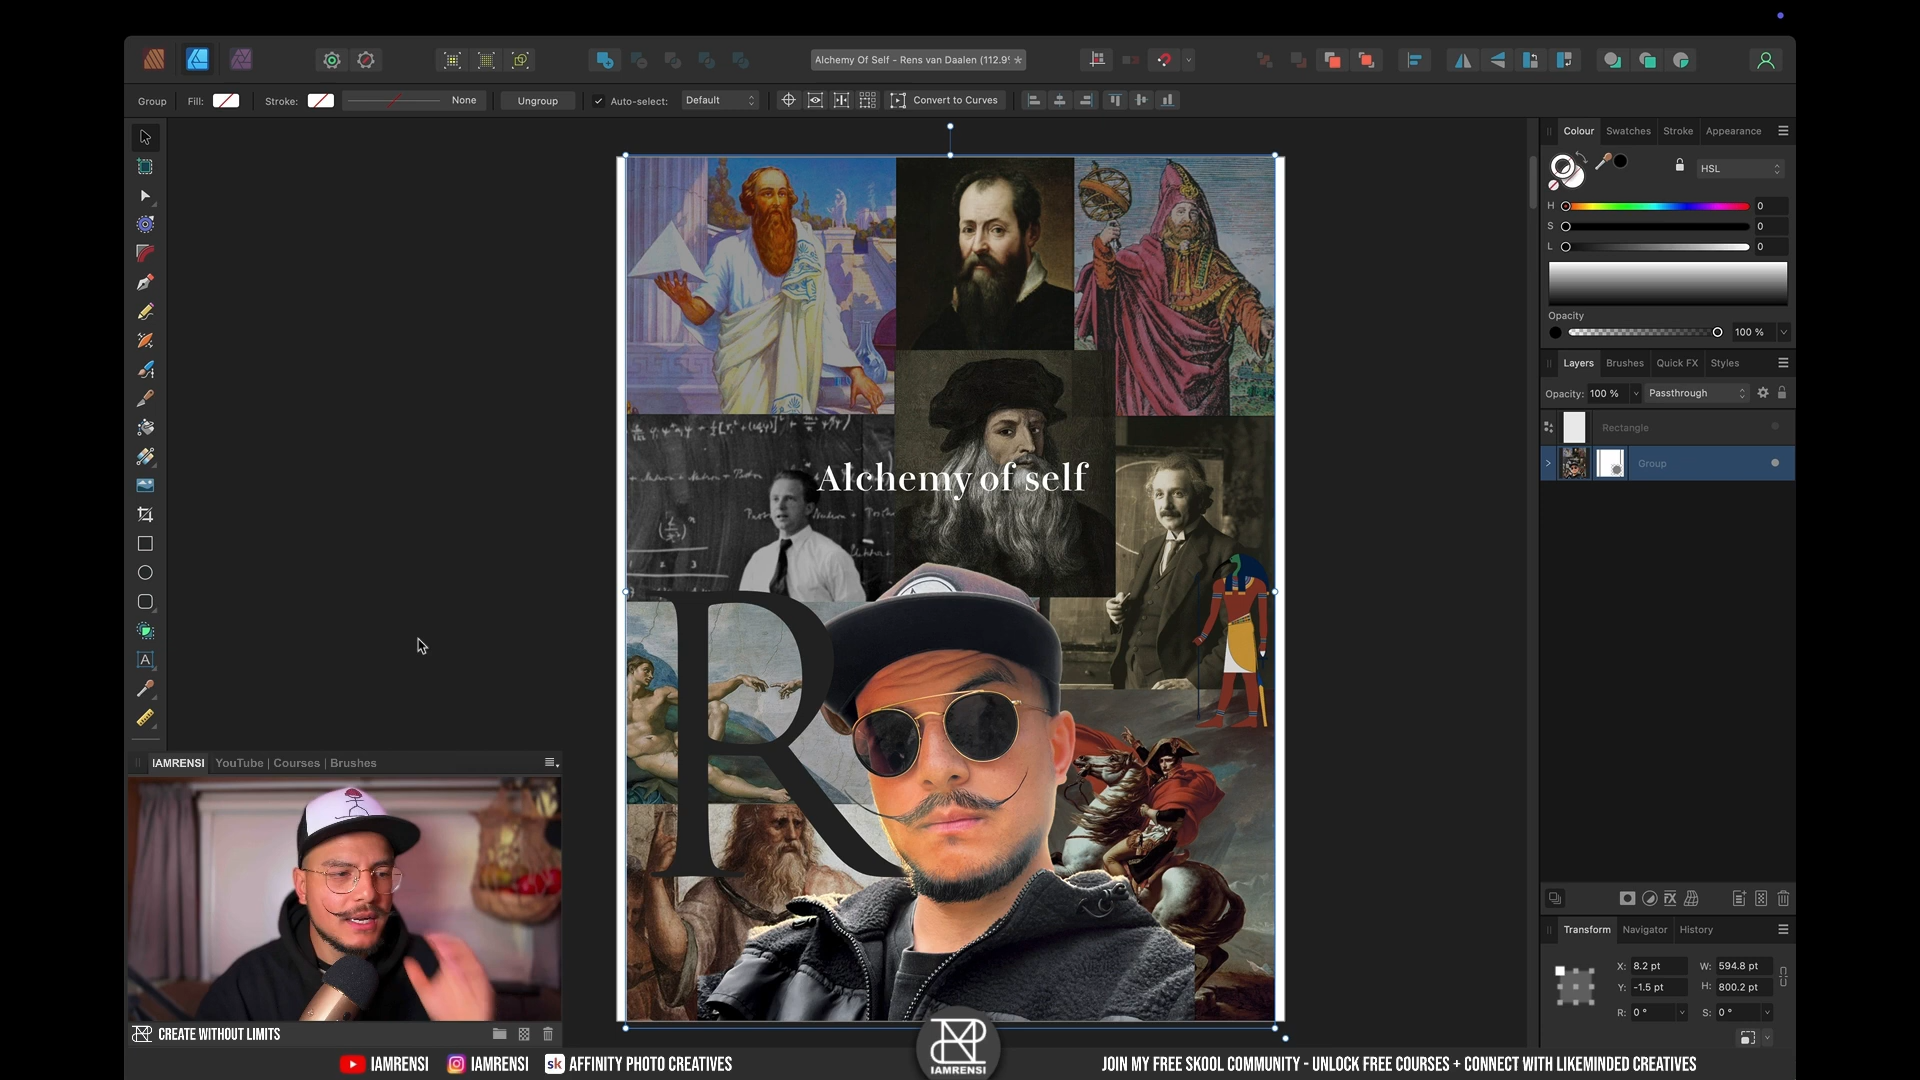 Alchemy Of Self - Rens van Daalen (112.9° *
Group
Fill:
Stroke:
None
Ungroup
Auto-select:
Default
Convert to Curves
Colour
Swatches
Stroke
Appearance
HSL
H
0
S
0
L
0
Opacity
100 %
Layers
Brushes
Quick FX
Styles
Opacity:
100 %
Passthrough
Rectangle
Group
Alchemy of self
R
IAMRENSI
YouTube | Courses | Brushes
CREATE WITHOUT LIMITS
Transform
Navigator
History
X:
8.2 pt
W:
594.8 pt
Y:
-1.5 pt
H:
800.2 pt
R:
0 °
S:
0 °
IAMRENSI
IAMRENSI
sk
AFFINITY PHOTO CREATIVES
IAMRENSI
JOIN MY FREE SKOOL COMMUNITY - UNLOCK FREE COURSES + CONNECT WITH LIKEMINDED CREATIVES